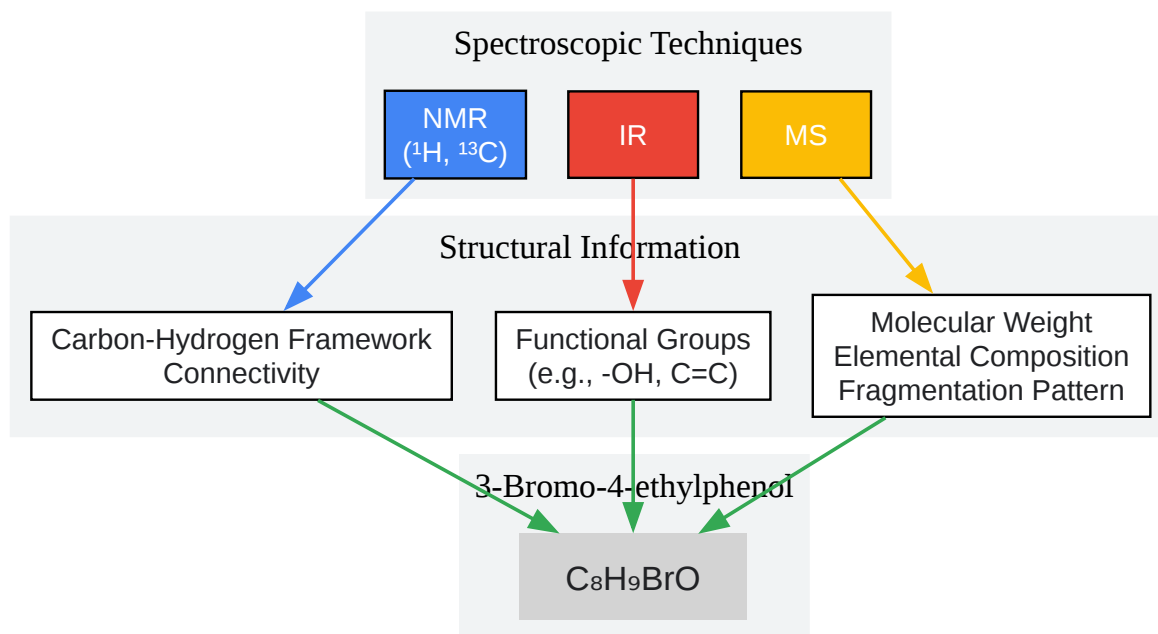 Spectroscopic Techniques
NMR
(¹H, ¹³C)
IR
MS
Structural Information
Carbon-Hydrogen Framework
Connectivity
Functional Groups
(e.g., -OH, C=C)
Molecular Weight
Elemental Composition
Fragmentation Pattern
3-Bromo-4-ethylphenol
C₈H₉BrO